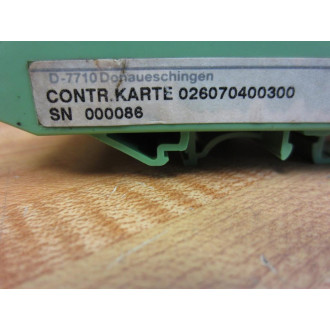 D-7710 Donaueschingen
CONTR.KARTE 026070400300
SN 000086